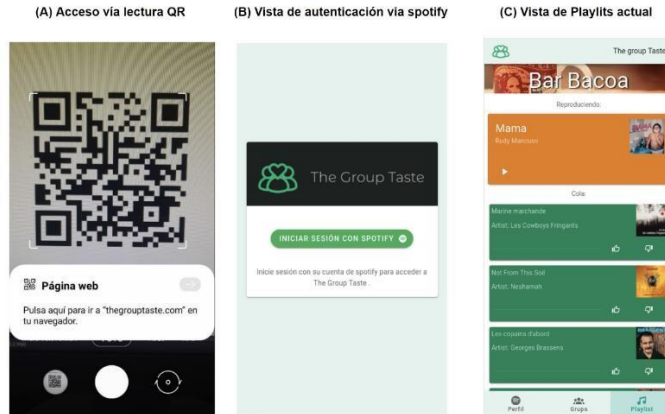 (A) Acceso vía lectura QR
(B) Vista de autenticación via spotify
(C) Vista de Playlits actual
Página web
Pulsa aquí para ir a "thegrouptaste.com" en
tu navegador.
The Group Taste
INICIAR SESIÓN CON SPOTIFY
Inicie sesión con su cuenta de spotify para acceder a
The Group Taste .
The group Taste
Bar Bacoa
Reproduciendo:
Mama
Rudy Mancuso
Cola:
Marine marchande
Artist: Les Cowboys Fringants
Not From This Soil
Artist: Neshamah
Les copains d'abord
Artist: Georges Brassens
Perfil
Grupo
Playlist